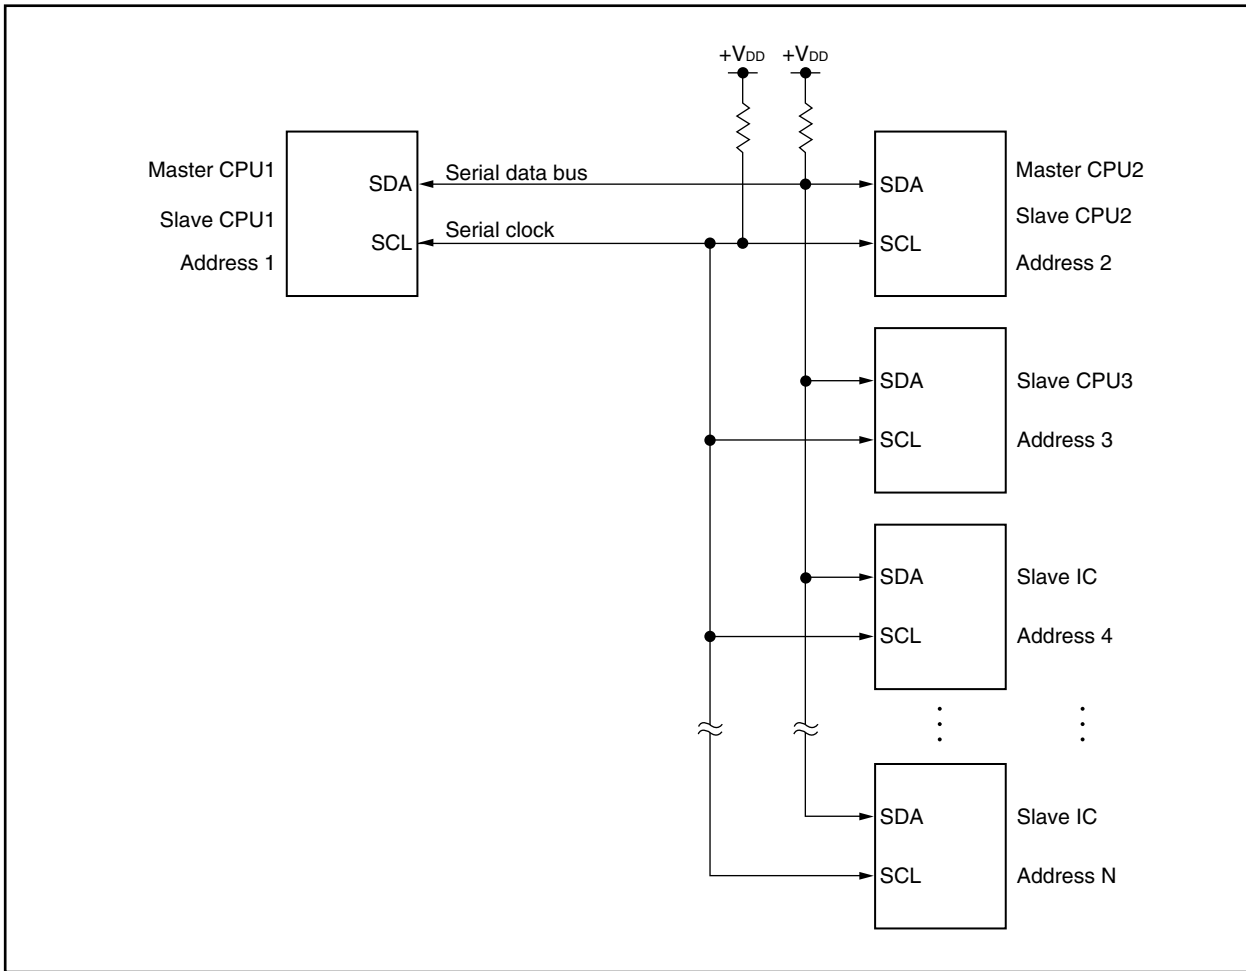 +VDD +VDD
Master CPU1
Slave CPU1
Address 1
SDA
SCL
Serial data bus
Serial clock
SDA
SCL
Master CPU2
Slave CPU2
Address 2
SDA
SCL
Slave CPU3
Address 3
SDA
SCL
Slave IC
Address 4
SDA
SCL
Slave IC
Address N